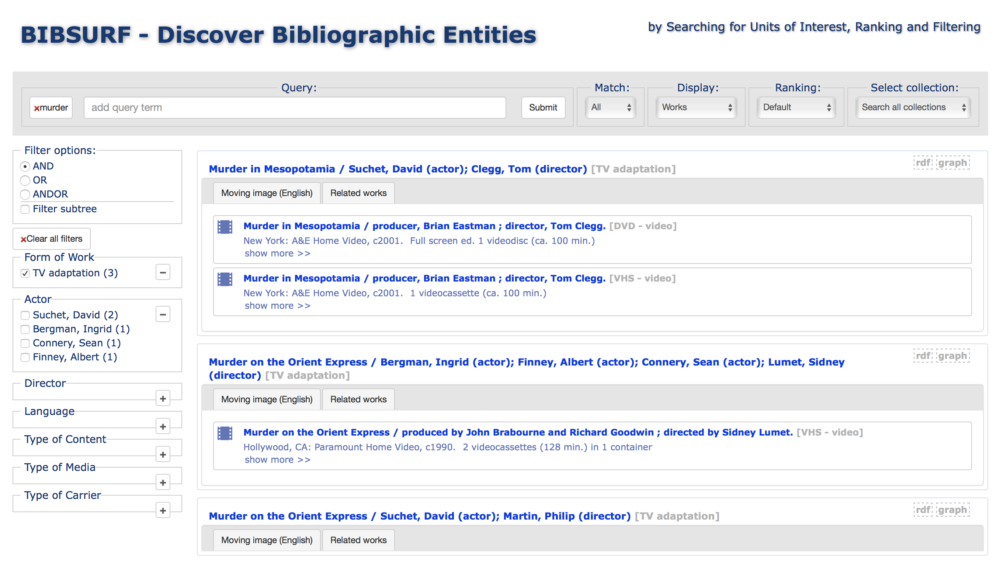 BIBSURF - Discover Bibliographic Entities
by Searching for Units of Interest, Ranking and Filtering
Query:
murder
add query term
Submit
Match:
All
Display:
Works
Ranking:
Default
Select collection:
Search all collections
Filter options:
AND
OR
ANDOR
Filter subtree
Clear all filters
Form of Work
TV adaptation (3)
Actor
Suchet, David (2)
Bergman, Ingrid (1)
Connery, Sean (1)
Finney, Albert (1)
Director
Language
Type of Content
Type of Media
Type of Carrier
rdf graph
Murder in Mesopotamia / Suchet, David (actor); Clegg, Tom (director) [TV adaptation]
Moving image (English) Related works
Murder in Mesopotamia / producer, Brian Eastman ; director, Tom Clegg. [DVD - video]
New York: A&E Home Video, c2001. Full screen ed. 1 videodisc (ca. 100 min.)
show more >>
Murder in Mesopotamia / producer, Brian Eastman ; director, Tom Clegg. [VHS - video]
New York: A&E Home Video, c2001. 1 videocassette (ca. 100 min.)
show more >>
rdf graph
Murder on the Orient Express / Bergman, Ingrid (actor); Finney, Albert (actor); Connery, Sean (actor); Lumet, Sidney
(director) [TV adaptation]
Moving image (English) Related works
Murder on the Orient Express / produced by John Brabourne and Richard Goodwin ; directed by Sidney Lumet. [VHS - video]
Hollywood, CA: Paramount Home Video, c1990. 2 videocassettes (128 min.) in 1 container
show more >>
rdf graph
Murder on the Orient Express / Suchet, David (actor); Martin, Philip (director) [TV adaptation]
Moving image (English) Related works